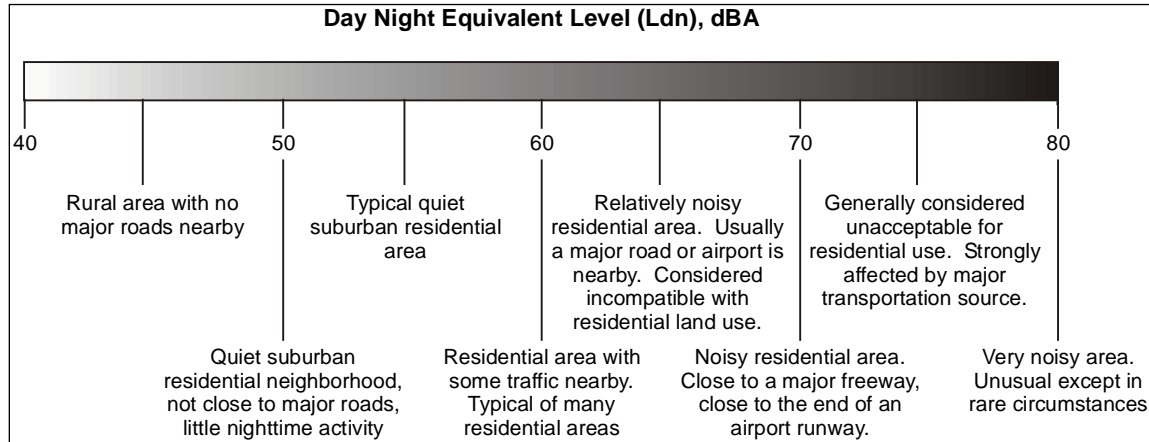 Day Night Equivalent Level (Ldn), dBA
40
50
60
70
80
Rural area with no
major roads nearby
Typical quiet
suburban residential
area
Relatively noisy
residential area. Usually
a major road or airport is
nearby. Considered
incompatible with
residential land use.
Generally considered
unacceptable for
residential use. Strongly
affected by major
transportation source.
Quiet suburban
residential neighborhood,
not close to major roads,
little nighttime activity
Residential area with
some traffic nearby.
Typical of many
residential areas
Noisy residential area.
Close to a major freeway,
close to the end of an
airport runway.
Very noisy area.
Unusual except in
rare circumstances